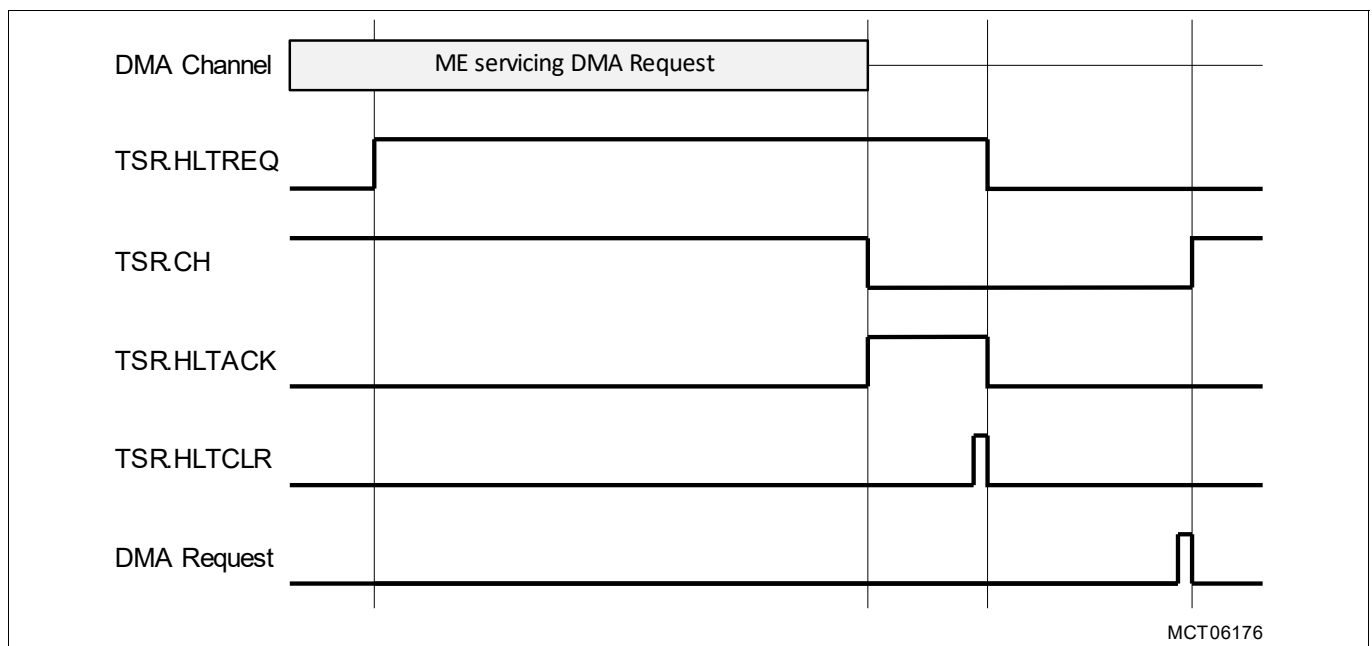 DMA Channel
ME servicing DMA Request
TSR.HLTREQ
TSR.CH
TSR.HLTACK
TSR.HLTCLR
DMA Request
MCT06176